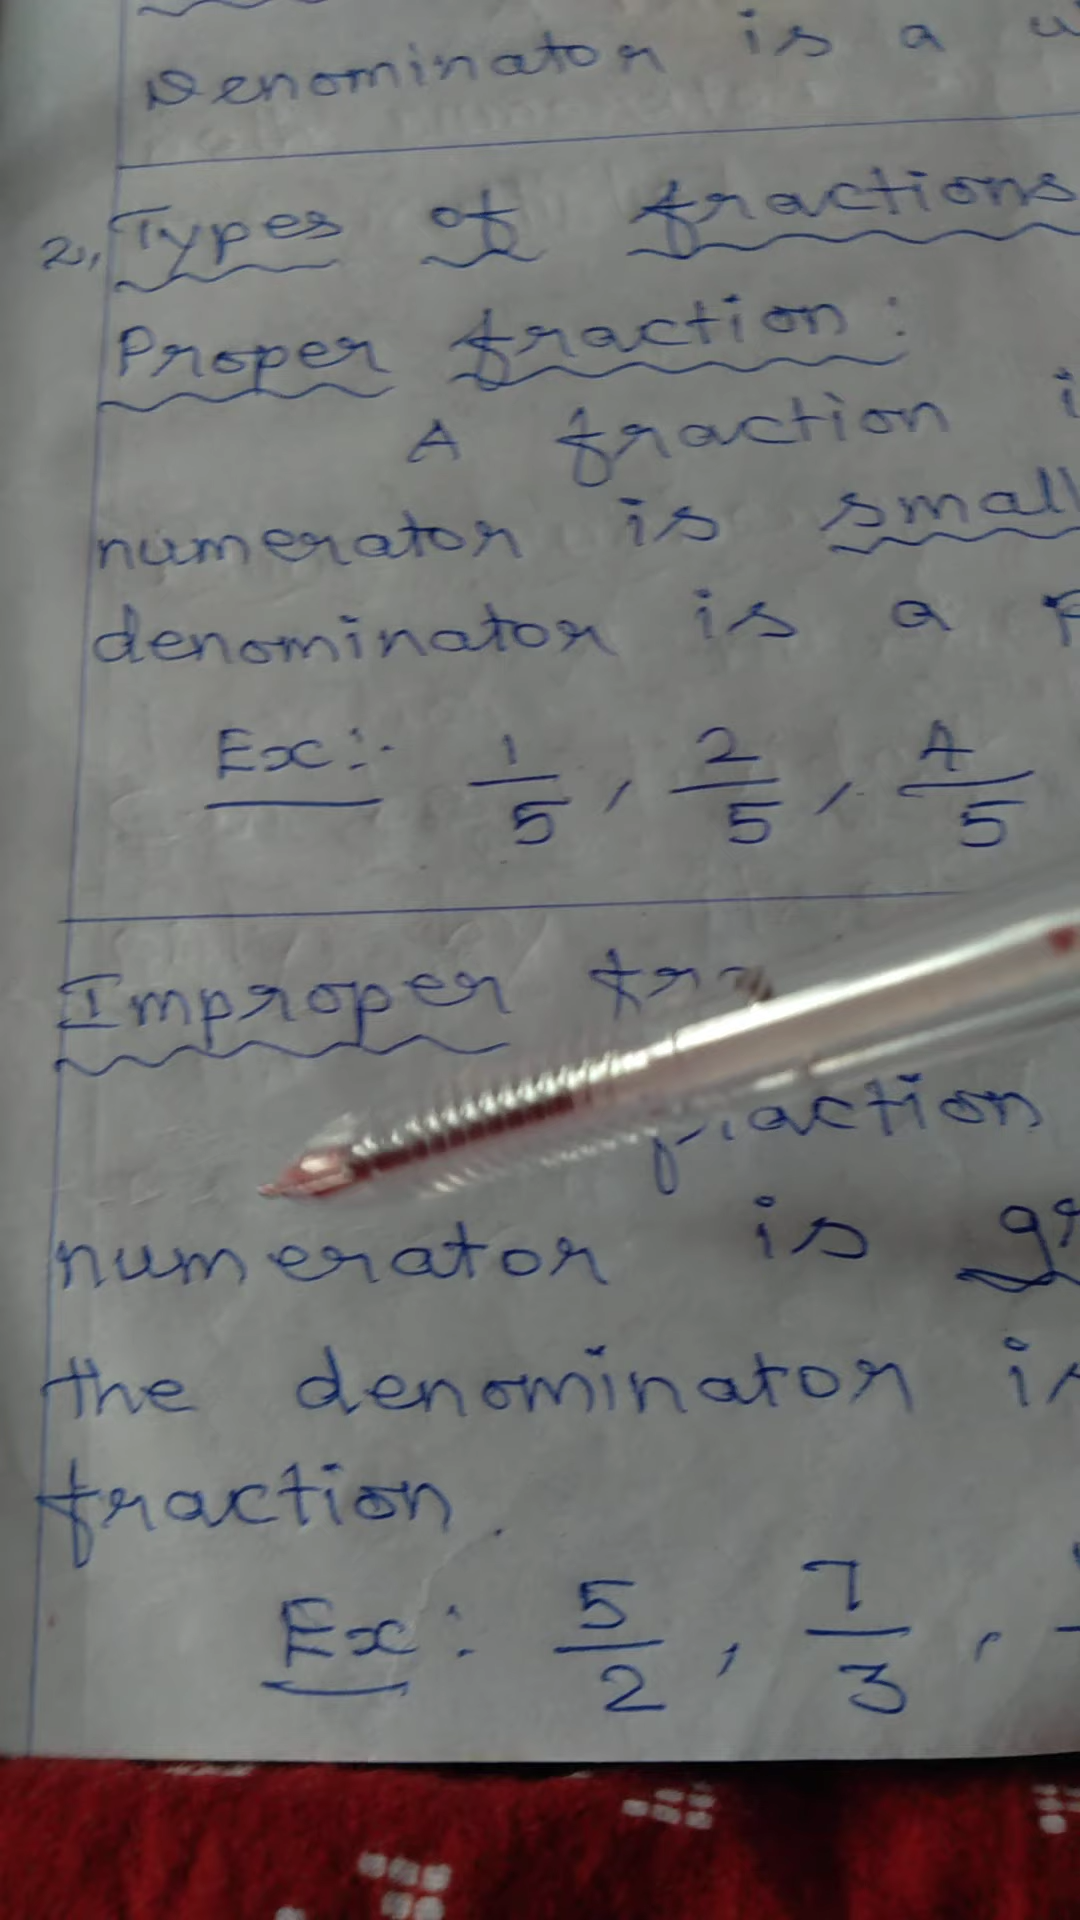 Denominator is a
2, Types of fractions
Proper fraction :
A fraction
numerator is small
denominator is a
Ex :- 1/5 , 2/5 , 4/5
Improper
fraction
numerator is
the denominator
fraction .
Ex : 5/2 , 7/3 ,